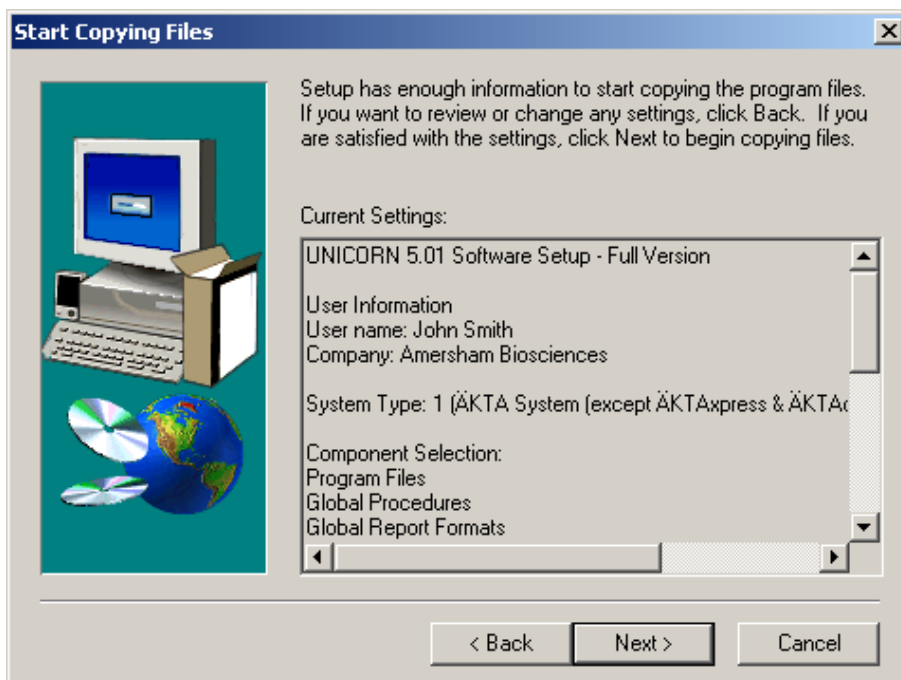 Start Copying Files
Setup has enough information to start copying the program files.
If you want to review or change any settings, click Back. If you
are satisfied with the settings, click Next to begin copying files.
Current Settings:
UNICORN 5.01 Software Setup - Full Version
User Information
User name: John Smith
Company: Amersham Biosciences
System Type: 1 (ÄKTA System (except ÄKTAxpress & ÄKTA
Component Selection:
Program Files
Global Procedures
Global Report Formats
< Back
Next >
Cancel